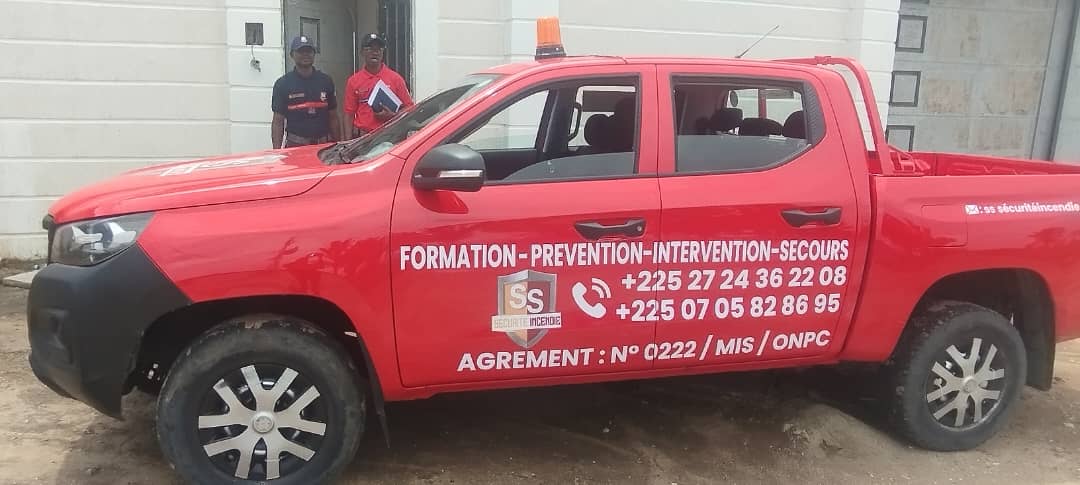 FORMATION-PREVENTION-INTERVENTION-SECOURS
+225 27 24 36 22 08
+225 07 05 82 86 95
SS
SÉCURITÉ INCENDIE
AGREMENT : N° 0222 / MIS / ONPC
: ss sécuritéincendie